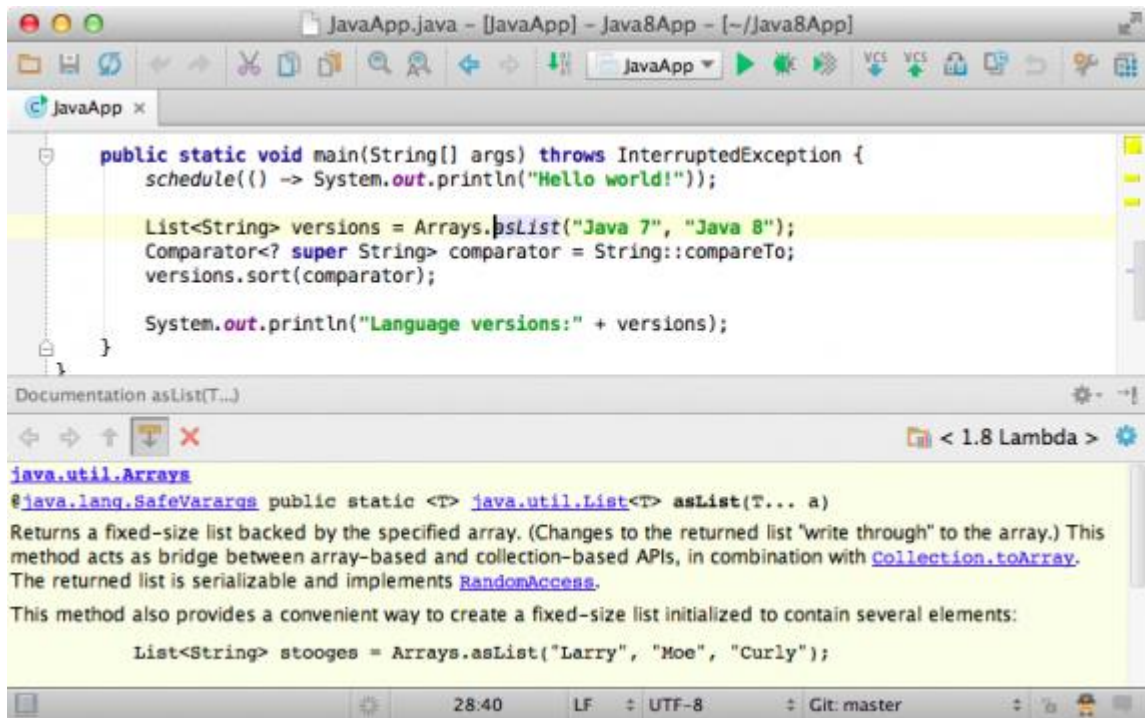 JavaApp.java – [JavaApp] – Java8App – [~/Java8App]
JavaApp VCS VCS
JavaApp
public static void main(String[] args) throws InterruptedException {
schedule(() -> System.out.println("Hello world!"));
List<String> versions = Arrays.asList("Java 7", "Java 8");
Comparator<? super String> comparator = String::compareTo;
versions.sort(comparator);
System.out.println("Language versions:" + versions);
}
}
Documentation asList(T...)
< 1.8 Lambda >
java.util.Arrays
@java.lang.SafeVarargs public static <T> java.util.List<T> asList(T... a)
Returns a fixed-size list backed by the specified array. (Changes to the returned list "write through" to the array.) This
method acts as bridge between array-based and collection-based APIs, in combination with Collection.toArray.
The returned list is serializable and implements RandomAccess.
This method also provides a convenient way to create a fixed-size list initialized to contain several elements:
List<String> stooges = Arrays.asList("Larry", "Moe", "Curly");
28:40 LF UTF-8 Git: master